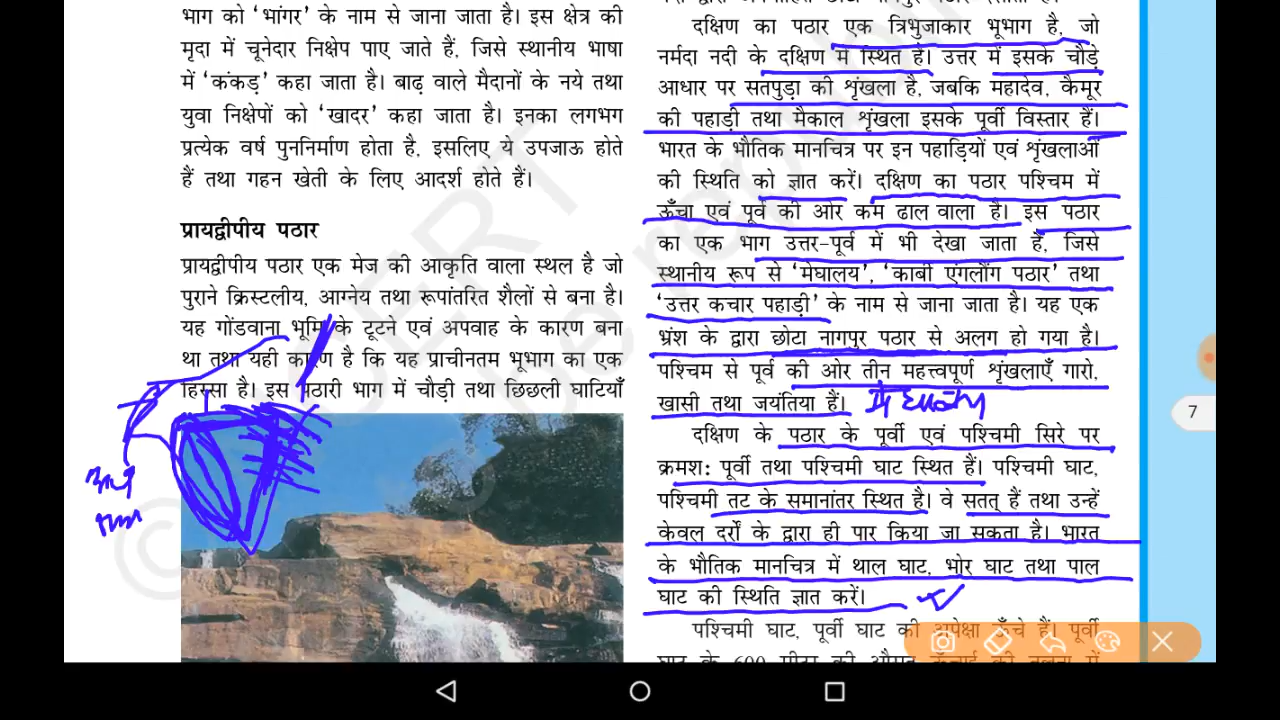 भाग को ‘भांगर’ के नाम से जाना जाता है। इस क्षेत्र की
मृदा में चूनेदार निक्षेप पाए जाते हैं, जिसे स्थानीय भाषा
में ‘कंकड़’ कहा जाता है। बाढ़ वाले मैदानों के नये तथा
युवा निक्षेपों को ‘खादर’ कहा जाता है। इनका लगभग
प्रत्येक वर्ष पुननिर्माण होता है, इसलिए ये उपजाऊ होते
हैं तथा गहन खेती के लिए आदर्श होते हैं।
प्रायद्वीपीय पठार
प्रायद्वीपीय पठार एक मेज की आकृति वाला स्थल है जो
पुराने क्रिस्टलीय, आग्नेय तथा रूपांतरित शैलों से बना है।
यह गोंडवाना भूमि के टूटने एवं अपवाह के कारण बना
था तथा यही कारण है कि यह प्राचीनतम भूभाग का एक
हिस्सा है। इस पठारी भाग में चौड़ी तथा छिछली घाटियाँ
दक्षिण का पठार एक त्रिभुजाकार भूभाग है, जो
नर्मदा नदी के दक्षिण में स्थित है। उत्तर में इसके चौड़े
आधार पर सतपुड़ा की शृंखला है, जबकि महादेव, कैमूर
की पहाड़ी तथा मैकाल शृंखला इसके पूर्वी विस्तार हैं।
भारत के भौतिक मानचित्र पर इन पहाड़ियों एवं शृंखलाओं
की स्थिति को ज्ञात करें। दक्षिण का पठार पश्चिम में
ऊँचा एवं पूर्व की ओर कम ढाल वाला है। इस पठार
का एक भाग उत्तर-पूर्व में भी देखा जाता है, जिसे
स्थानीय रूप से ‘मेघालय’, ‘कार्बी एंगलौंग पठार’ तथा
‘उत्तर कचार पहाड़ी’ के नाम से जाना जाता है। यह एक
भ्रंश के द्वारा छोटा नागपुर पठार से अलग हो गया है।
पश्चिम से पूर्व की ओर तीन महत्त्वपूर्ण शृंखलाएँ गारो,
खासी तथा जयंतिया हैं।
दक्षिण के पठार के पूर्वी एवं पश्चिमी सिरे पर
क्रमशः पूर्वी तथा पश्चिमी घाट स्थित हैं। पश्चिमी घाट,
पश्चिमी तट के समानांतर स्थित है। वे सतत् हैं तथा उन्हें
केवल दर्रों के द्वारा ही पार किया जा सकता है। भारत
के भौतिक मानचित्र में थाल घाट, भोर घाट तथा पाल
घाट की स्थिति ज्ञात करें।
पश्चिमी घाट, पूर्वी घाट की अपेक्षा ऊँचे हैं। पूर्वी
7